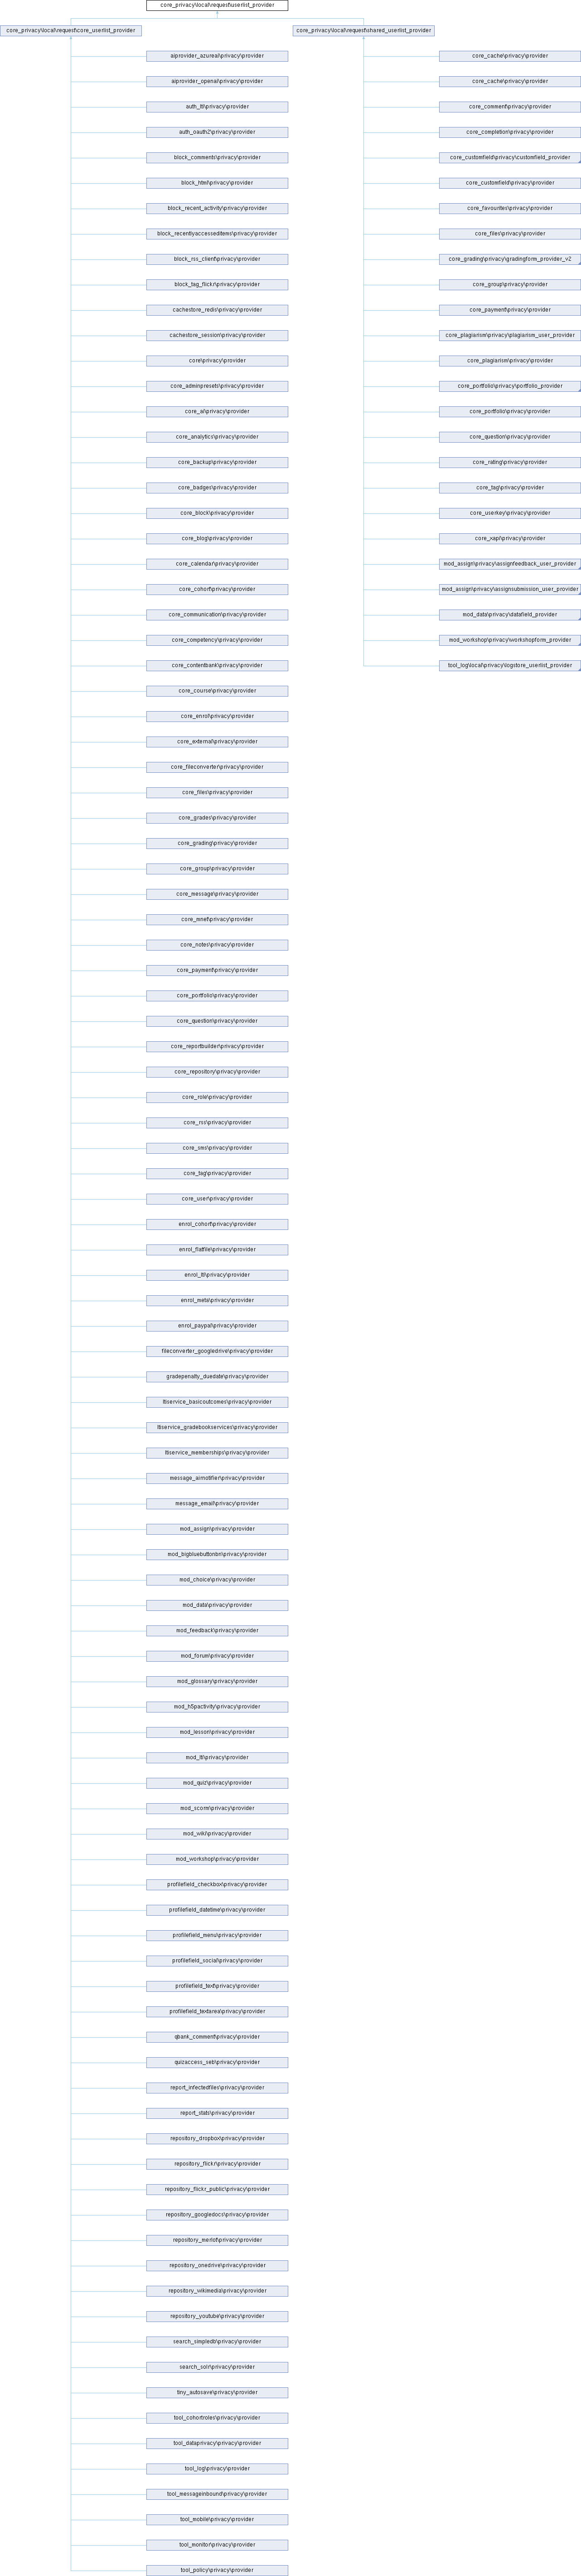 core_privacy\local\request\userlist_provider
core_privacy\local\request\core_userlist_provider
core_privacy\local\request\shared_userlist_provider
aiprovider_azureai\privacy\provider
aiprovider_openai\privacy\provider
auth_lti\privacy\provider
auth_oauth2\privacy\provider
block_comments\privacy\provider
block_html\privacy\provider
block_recent_activity\privacy\provider
block_recentlyaccesseditems\privacy\provider
block_rss_client\privacy\provider
block_tag_flickr\privacy\provider
cachestore_redis\privacy\provider
cachestore_session\privacy\provider
core\privacy\provider
core_adminpresets\privacy\provider
core_ai\privacy\provider
core_analytics\privacy\provider
core_backup\privacy\provider
core_badges\privacy\provider
core_block\privacy\provider
core_blog\privacy\provider
core_calendar\privacy\provider
core_cohort\privacy\provider
core_communication\privacy\provider
core_competency\privacy\provider
core_contentbank\privacy\provider
core_course\privacy\provider
core_enrol\privacy\provider
core_external\privacy\provider
core_fileconverter\privacy\provider
core_files\privacy\provider
core_grades\privacy\provider
core_grading\privacy\provider
core_group\privacy\provider
core_message\privacy\provider
core_mnet\privacy\provider
core_notes\privacy\provider
core_payment\privacy\provider
core_portfolio\privacy\provider
core_question\privacy\provider
core_reportbuilder\privacy\provider
core_repository\privacy\provider
core_role\privacy\provider
core_rss\privacy\provider
core_sms\privacy\provider
core_tag\privacy\provider
core_user\privacy\provider
enrol_cohort\privacy\provider
enrol_flatfile\privacy\provider
enrol_lti\privacy\provider
enrol_meta\privacy\provider
enrol_paypal\privacy\provider
fileconverter_googledrive\privacy\provider
gradepenalty_duedate\privacy\provider
ltiservice_basicoutcomes\privacy\provider
ltiservice_gradebookservices\privacy\provider
ltiservice_memberships\privacy\provider
message_airnotifier\privacy\provider
message_email\privacy\provider
mod_assign\privacy\provider
mod_bigbluebuttonbn\privacy\provider
mod_choice\privacy\provider
mod_data\privacy\provider
mod_feedback\privacy\provider
mod_forum\privacy\provider
mod_glossary\privacy\provider
mod_h5pactivity\privacy\provider
mod_lesson\privacy\provider
mod_lti\privacy\provider
mod_quiz\privacy\provider
mod_scorm\privacy\provider
mod_wiki\privacy\provider
mod_workshop\privacy\provider
profilefield_checkbox\privacy\provider
profilefield_datetime\privacy\provider
profilefield_menu\privacy\provider
profilefield_social\privacy\provider
profilefield_text\privacy\provider
profilefield_textarea\privacy\provider
qbank_comment\privacy\provider
quizaccess_seb\privacy\provider
report_infectedfiles\privacy\provider
report_stats\privacy\provider
repository_dropbox\privacy\provider
repository_flickr\privacy\provider
repository_flickr_public\privacy\provider
repository_googledocs\privacy\provider
repository_merlot\privacy\provider
repository_onedrive\privacy\provider
repository_wikimedia\privacy\provider
repository_youtube\privacy\provider
search_simpledb\privacy\provider
search_solr\privacy\provider
tiny_autosave\privacy\provider
tool_cohortroles\privacy\provider
tool_dataprivacy\privacy\provider
tool_log\privacy\provider
tool_messageinbound\privacy\provider
tool_mobile\privacy\provider
tool_monitor\privacy\provider
tool_policy\privacy\provider
core_cache\privacy\provider
core_cache\privacy\provider
core_comment\privacy\provider
core_completion\privacy\provider
core_customfield\privacy\customfield_provider
core_customfield\privacy\provider
core_favourites\privacy\provider
core_files\privacy\provider
core_grading\privacy\gradingform_provider_v2
core_group\privacy\provider
core_payment\privacy\provider
core_plagiarism\privacy\plagiarism_user_provider
core_plagiarism\privacy\provider
core_portfolio\privacy\portfolio_provider
core_portfolio\privacy\provider
core_question\privacy\provider
core_rating\privacy\provider
core_tag\privacy\provider
core_userkey\privacy\provider
core_xapi\privacy\provider
mod_assign\privacy\assignfeedback_user_provider
mod_assign\privacy\assignsubmission_user_provider
mod_data\privacy\datafield_provider
mod_workshop\privacy\workshopform_provider
tool_log\local\privacy\logstore_userlist_provider